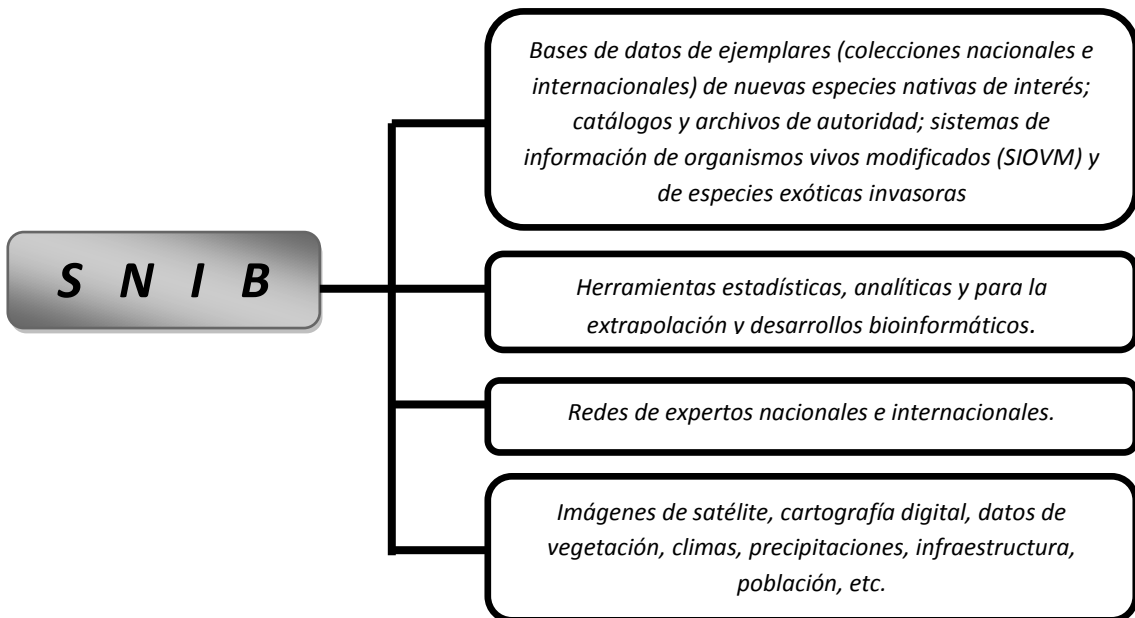 Bases de datos de ejemplares (colecciones nacionales e
internacionales) de nuevas especies nativas de interés;
catálogos y archivos de autoridad; sistemas de
información de organismos vivos modificados (SIOVM) y
de especies exóticas invasoras
S N I B
Herramientas estadísticas, analíticas y para la
extrapolación y desarrollos bioinformáticos.
Redes de expertos nacionales e internacionales.
Imágenes de satélite, cartografía digital, datos de
vegetación, climas, precipitaciones, infraestructura,
población, etc.